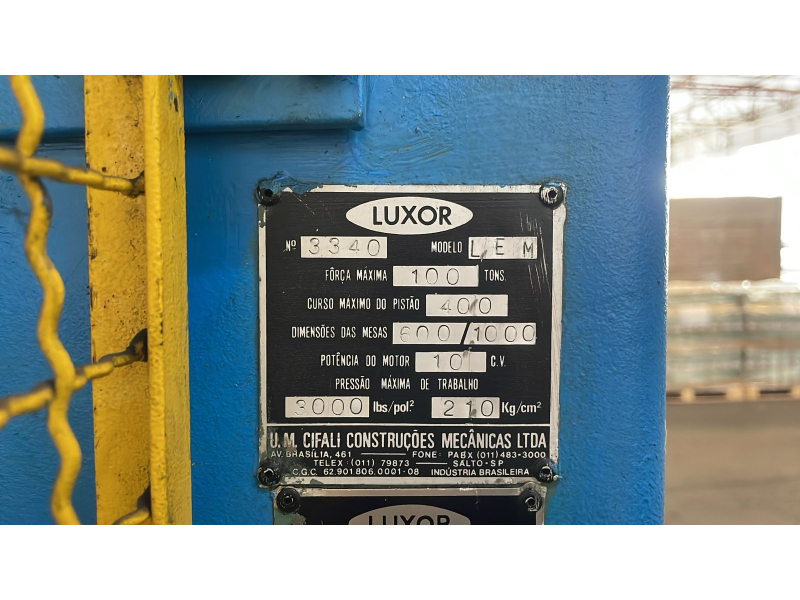 LUXOR
Nº 3340 MODELO LEM
FÔRÇA MÁXIMA 100 TONS.
CURSO MAXIMO DO PISTÃO 400
DIMENSÕES DAS MESAS 600/1000
POTÊNCIA DO MOTOR 10 C.V.
PRESSÃO MÁXIMA DE TRABALHO
3000 lbs/pol² 210 Kg/cm²
U.M. CIFALI CONSTRUÇÕES MECÂNICAS LTDA
AV. BRASÍLIA, 461 FONE: PABX (011) 483-3000
TELEX: (011) 79873 SALTO-SP
C.G.C. 62.901.806.0001-08 INDÚSTRIA BRASILEIRA
LUXOR